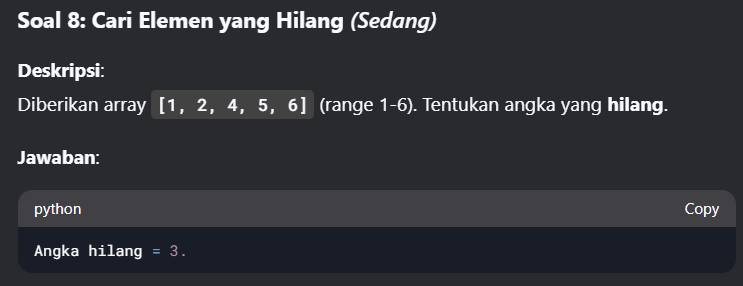 Soal 8: Cari Elemen yang Hilang (Sedang)
Deskripsi:
Diberikan array [1, 2, 4, 5, 6] (range 1-6). Tentukan angka yang hilang.
Jawaban:
python Copy
Angka hilang = 3.